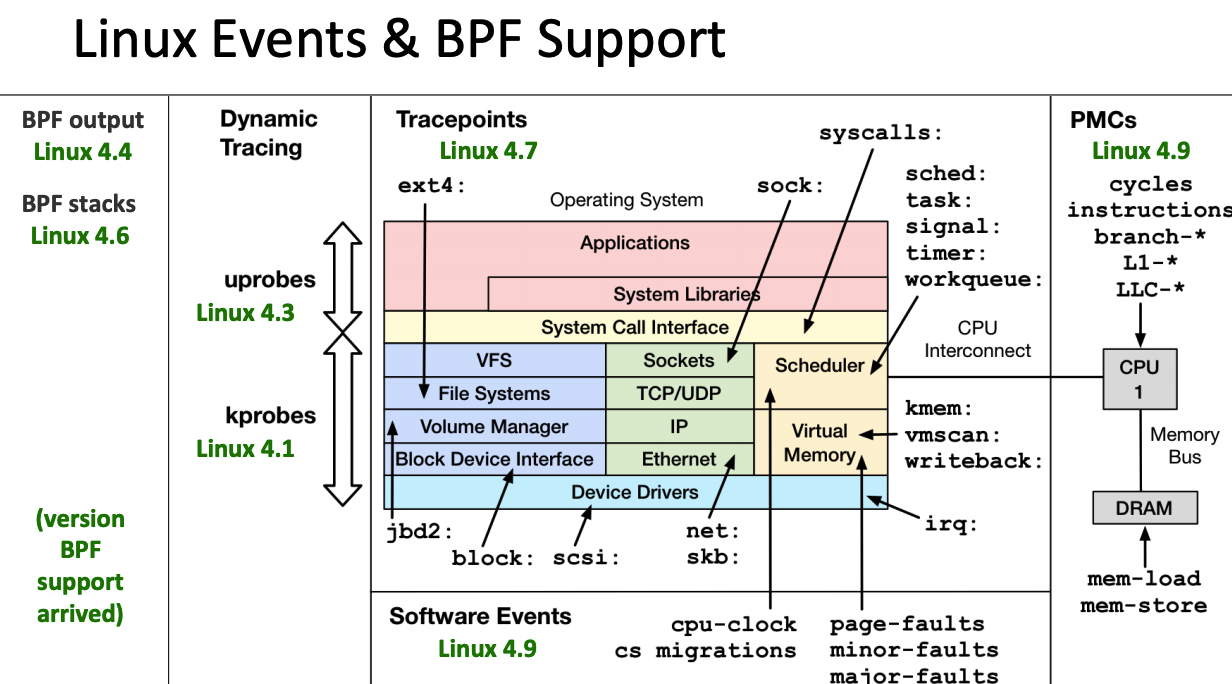 Linux Events & BPF Support
BPF output
Linux 4.4
BPF stacks
Linux 4.6
(version
BPF
support
arrived)
Dynamic
Tracing
uprobes
Linux 4.3
kprobes
Linux 4.1
Tracepoints
Linux 4.7
syscalls:
ext4:
sock:
sched:
task:
signal:
timer:
workqueue:
Operating System
Applications
System Libraries
System Call Interface
VFS
Sockets
Scheduler
File Systems
TCP/UDP
Volume Manager
IP
Virtual
Memory
Block Device Interface
Ethernet
Device Drivers
CPU
Interconnect
kmem:
vmscan:
writeback:
irq:
jbd2:
block:
scsi:
net:
skb:
Software Events
Linux 4.9
cpu-clock
cs migrations
page-faults
minor-faults
major-faults
PMCs
Linux 4.9
cycles
instructions
branch-*
L1-*
LLC-*
CPU
1
Memory
Bus
DRAM
mem-load
mem-store